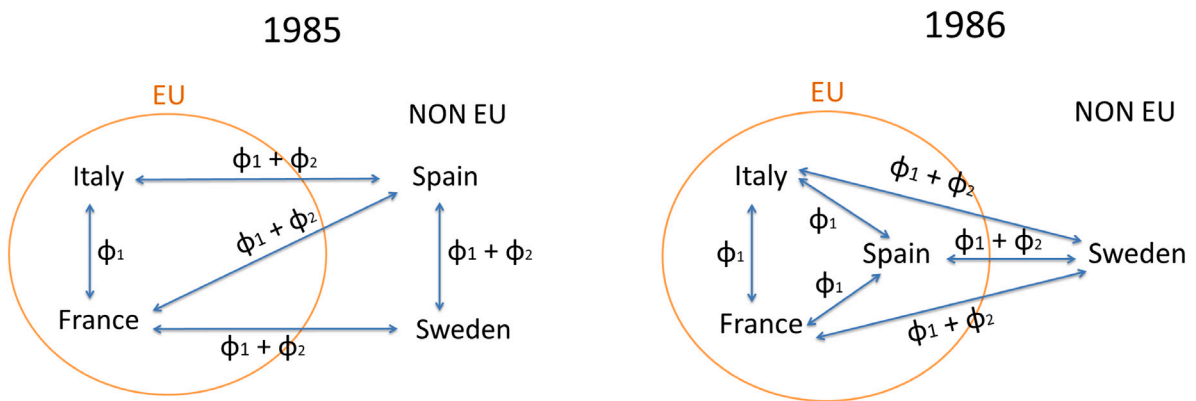 1985
EU
NON EU
Italy
ϕ1 + ϕ2
Spain
ϕ1
ϕ1 + ϕ2
ϕ1 + ϕ2
France
ϕ1 + ϕ2
Sweden
1986
EU
NON EU
Italy
ϕ1 + ϕ2
ϕ1
ϕ1
Spain
ϕ1 + ϕ2
Sweden
ϕ1
France
ϕ1 + ϕ2